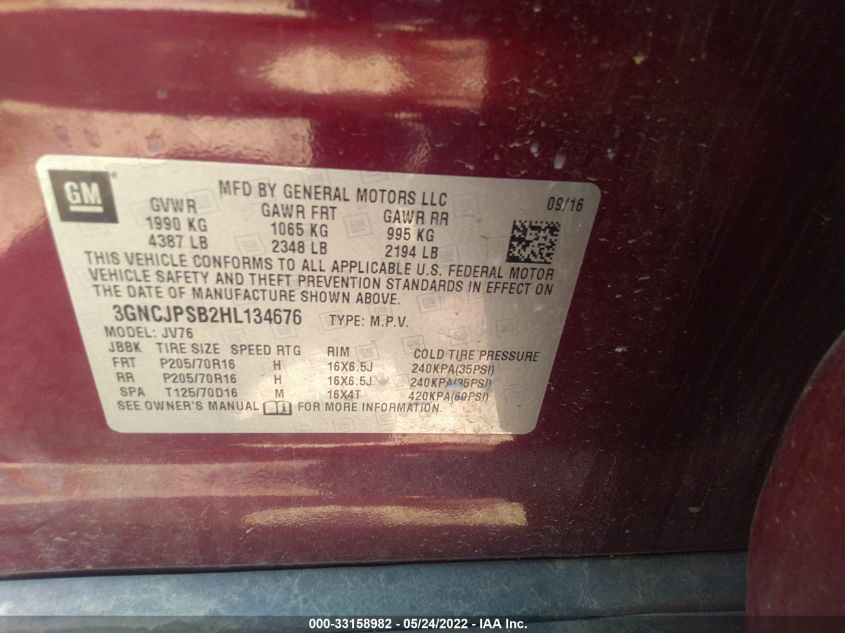 GM
MFD BY GENERAL MOTORS LLC
09/16
GVWR GAWR FRT GAWR RR
1990 KG 1065 KG 995 KG
4387 LB 2348 LB 2194 LB
THIS VEHICLE CONFORMS TO ALL APPLICABLE U.S. FEDERAL MOTOR
VEHICLE SAFETY AND THEFT PREVENTION STANDARDS IN EFFECT ON
THE DATE OF MANUFACTURE SHOWN ABOVE.
3GNCJPSB2HL134676 TYPE: M.P.V.
MODEL: JV76
JBBK TIRE SIZE SPEED RTG RIM COLD TIRE PRESSURE
FRT P205/70R16 H 16X6.5J 240KPA(35PSI)
RR P205/70R16 H 16X6.5J 240KPA(35PSI)
SPA T125/70D16 M 16X4T 420KPA(60PSI)
SEE OWNER'S MANUAL FOR MORE INFORMATION
000-33158982 - 05/24/2022 - IAA Inc.